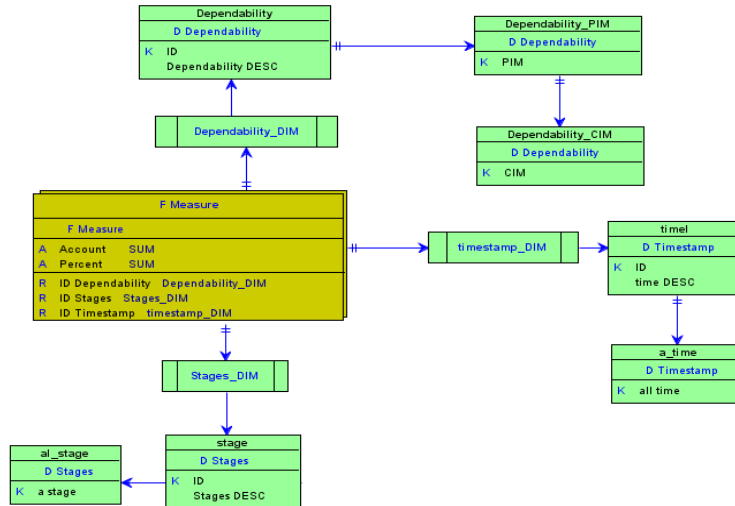 Dependability
D Dependability
K ID
Dependability DESC
Dependability_PIM
D Dependability
K PIM
Dependability_DIM
Dependability_CIM
D Dependability
K CIM
F Measure
F Measure
A Account SUM
A Percent SUM
R ID Dependability Dependability_DIM
R ID Stages Stages_DIM
R ID Timestamp timestamp_DIM
timestamp_DIM
timel
D Timestamp
K ID
time DESC
a_time
D Timestamp
K all time
Stages_DIM
stage
D Stages
K ID
Stages DESC
al_stage
D Stages
K a stage